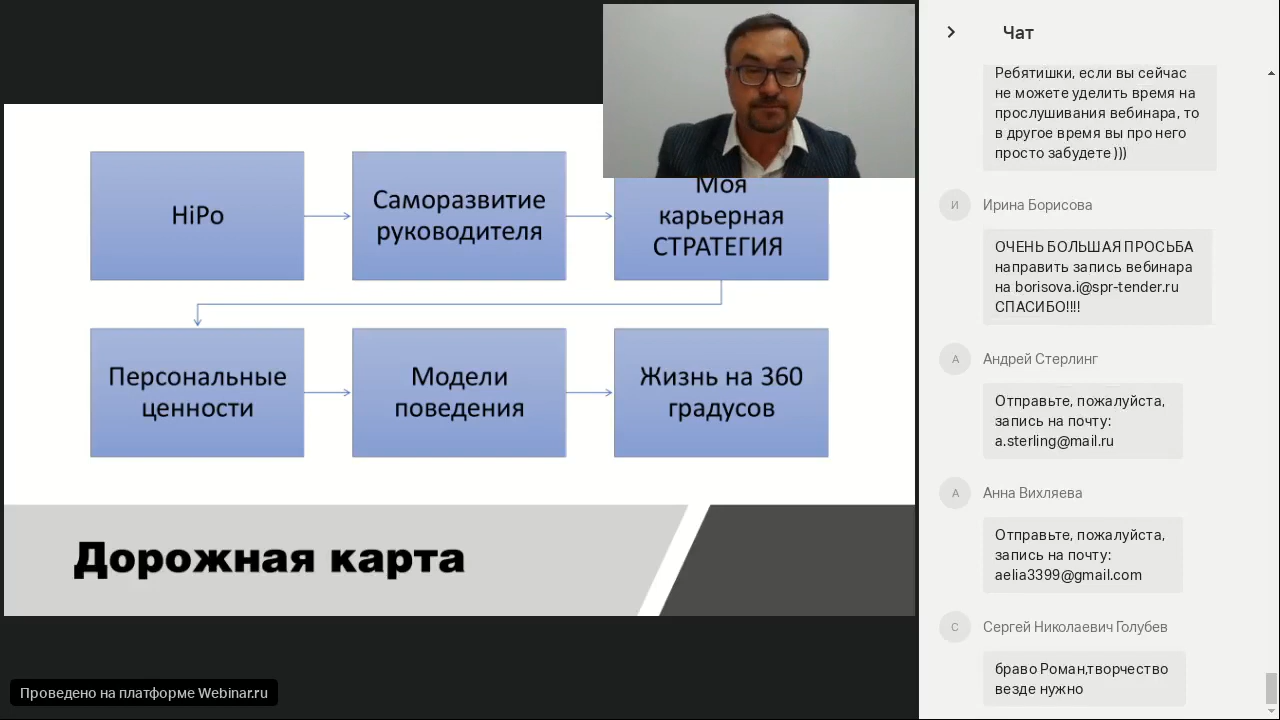 HiPo
Саморазвитие
руководителя
Моя
карьерная
СТРАТЕГИЯ
Персональные
ценности
Модели
поведения
Жизнь на 360
градусов
Дорожная карта
Проведено на платформе Webinar.ru
Чат
Ребятишки, если вы сейчас
не можете уделить время на
прослушивания вебинара, то
в другое время вы про него
просто забудете )))
И
Ирина Борисова
ОЧЕНЬ БОЛЬШАЯ ПРОСЬБА
направить запись вебинара
на borisova.i@spr-tender.ru
СПАСИБО!!!!
А
Андрей Стерлинг
Отправьте, пожалуйста,
запись на почту:
a.sterling@mail.ru
А
Анна Вихляева
Отправьте, пожалуйста,
запись на почту:
aelia3399@gmail.com
С
Сергей Николаевич Голубев
браво Роман,творчество
везде нужно